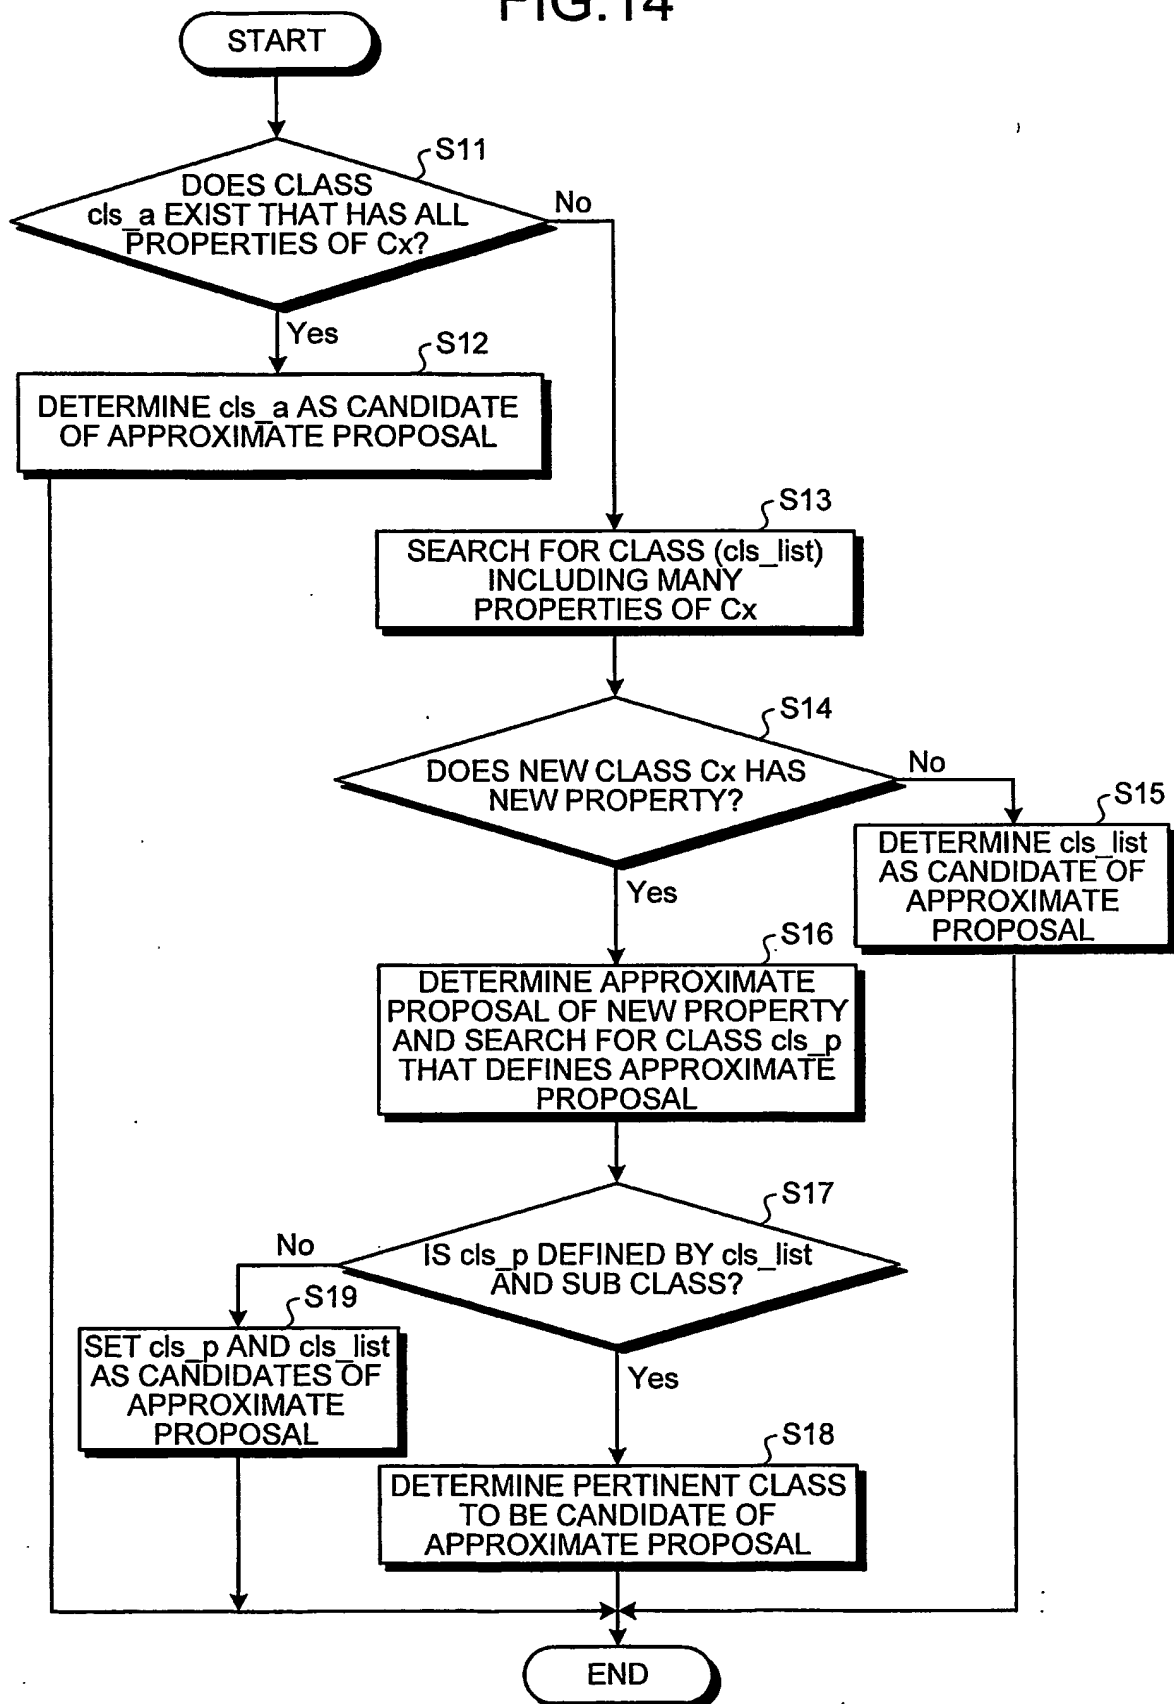 FIG.14
START
S11
DOES CLASS
cls_a EXIST THAT HAS ALL
PROPERTIES OF Cx?
No
Yes
S12
DETERMINE cls_a AS CANDIDATE
OF APPROXIMATE PROPOSAL
S13
SEARCH FOR CLASS (cls_list)
INCLUDING MANY
PROPERTIES OF Cx
S14
DOES NEW CLASS Cx HAS
NEW PROPERTY?
No
Yes
S15
DETERMINE cls_list
AS CANDIDATE OF
APPROXIMATE
PROPOSAL
S16
DETERMINE APPROXIMATE
PROPOSAL OF NEW PROPERTY
AND SEARCH FOR CLASS cls_p
THAT DEFINES APPROXIMATE
PROPOSAL
S17
IS cls_p DEFINED BY cls_list
AND SUB CLASS?
No
Yes
S19
SET cls_p AND cls_list
AS CANDIDATES OF
APPROXIMATE
PROPOSAL
S18
DETERMINE PERTINENT CLASS
TO BE CANDIDATE OF
APPROXIMATE PROPOSAL
END